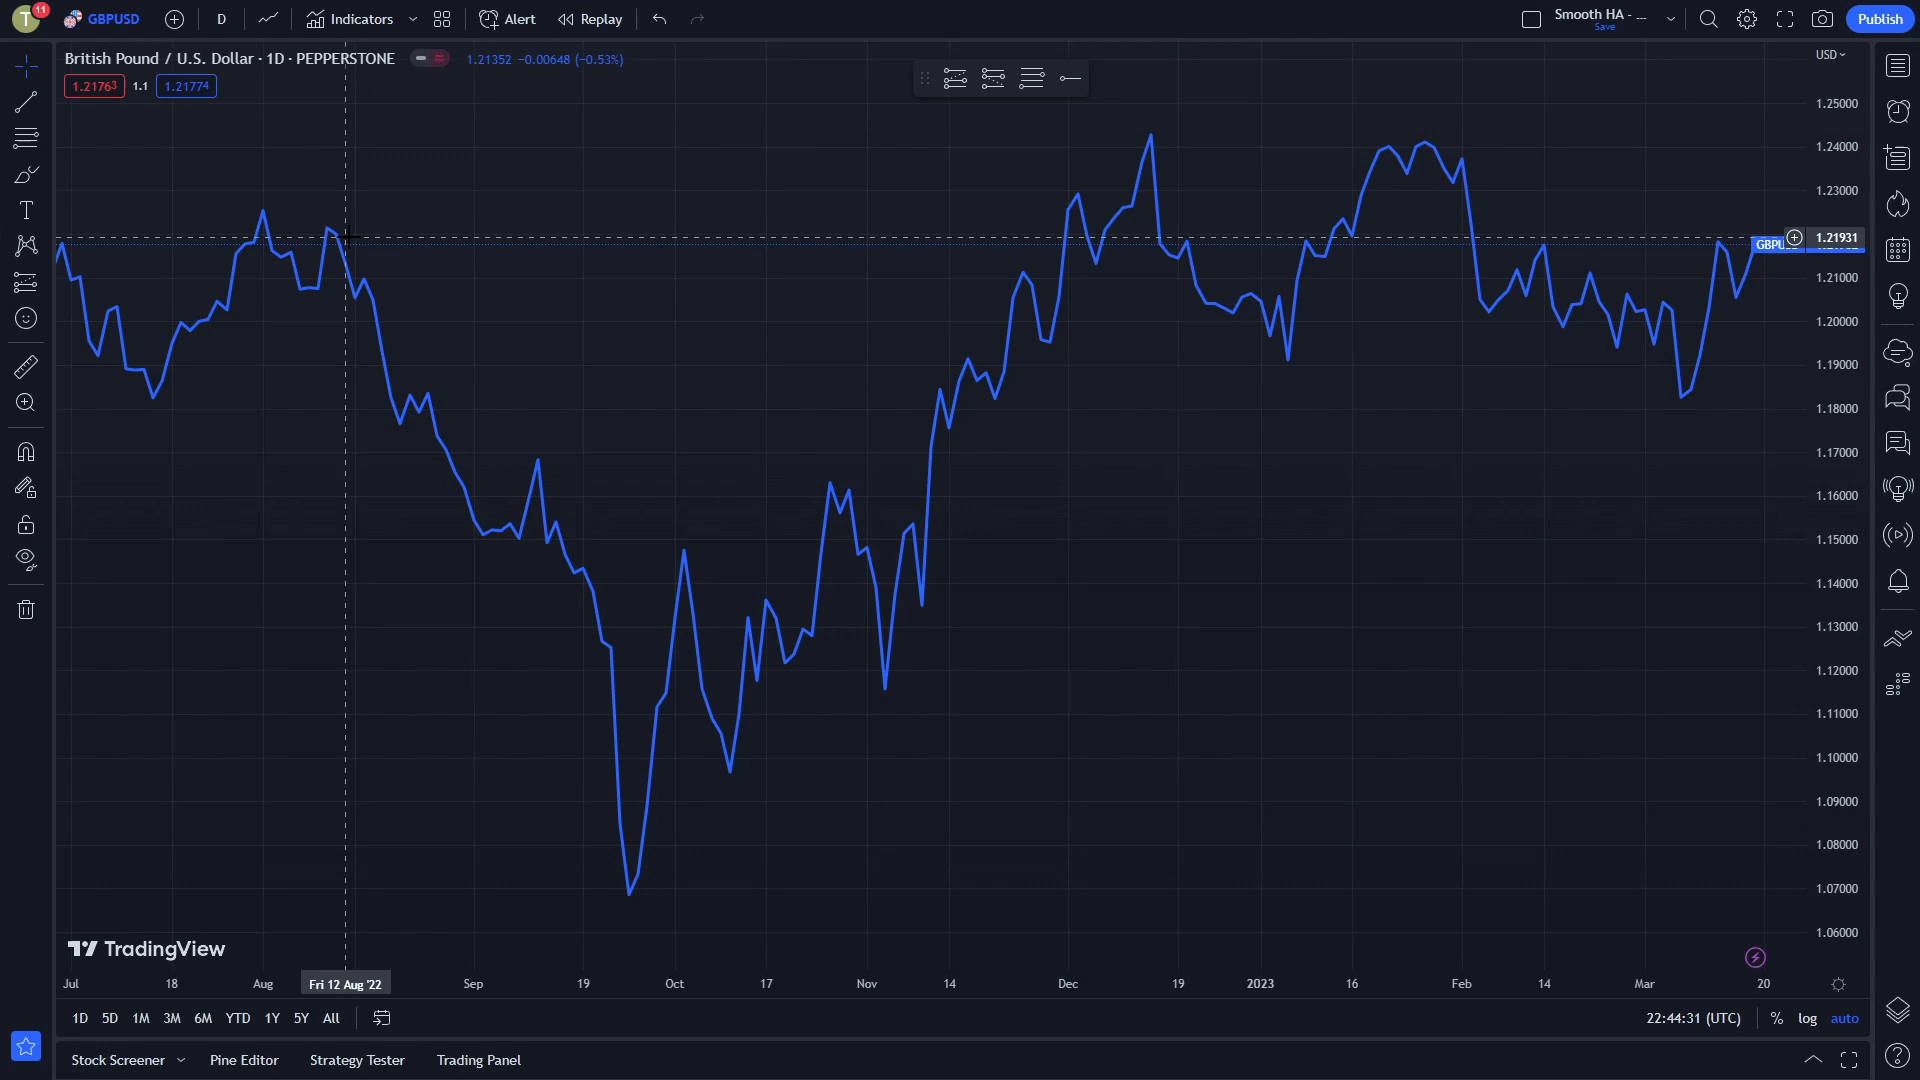 T 11 GBPUSD D Indicators Alert Replay Smooth HA - ... Save Publish
British Pound / U.S. Dollar · 1D · PEPPERSTONE 1.21352 −0.00648 (−0.53%)
USD
1.21763 1.1 1.21774
1.25000
1.24000
1.23000
1.21931
GBPU
1.21000
1.20000
1.19000
1.18000
1.17000
1.16000
1.15000
1.14000
1.13000
1.12000
1.11000
1.10000
1.09000
1.08000
1.07000
1.06000
TradingView
Jul 18 Aug Fri 12 Aug '22 Sep 19 Oct 17 Nov 14 Dec 19 2023 16 Feb 14 Mar 20
1D 5D 1M 3M 6M YTD 1Y 5Y All 22:44:31 (UTC) % log auto
Stock Screener Pine Editor Strategy Tester Trading Panel